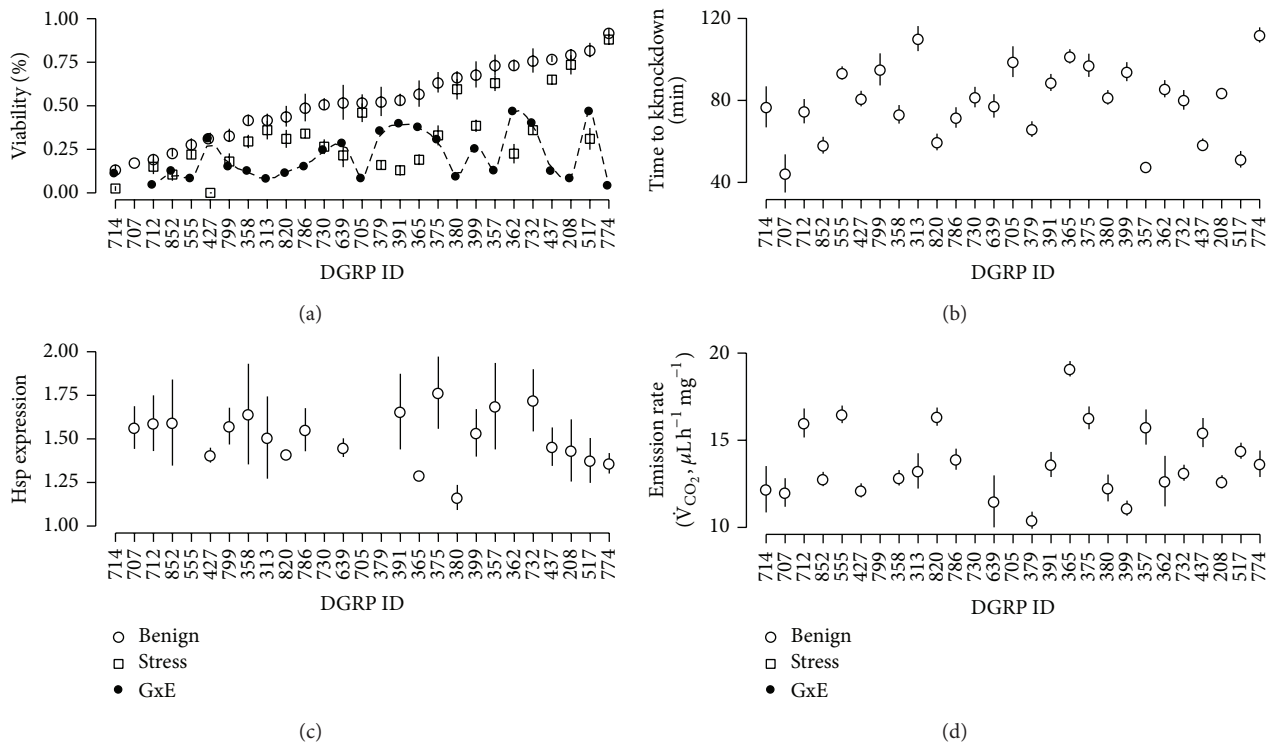 Viability (%)
1.00
0.75
0.50
0.25
0.00
714 707 712 852 555 427 799 358 313 820 786 730 639 705 379 391 365 375 380 399 357 362 732 437 208 517 774
DGRP ID
(a)
Time to kknockdown
(min)
120
80
40
714 707 712 852 555 427 799 358 313 820 786 730 639 705 379 391 365 375 380 399 357 362 732 437 208 517 774
DGRP ID
(b)
Hsp expression
2.00
1.75
1.50
1.25
1.00
714 707 712 852 555 427 799 358 313 820 786 730 639 705 379 391 365 375 380 399 357 362 732 437 208 517 774
DGRP ID
Benign
Stress
GxE
(c)
Emission rate
(V̇CO₂, μL h⁻¹ mg⁻¹)
20
15
10
714 707 712 852 555 427 799 358 313 820 786 730 639 705 379 391 365 375 380 399 357 362 732 437 208 517 774
DGRP ID
Benign
Stress
GxE
(d)